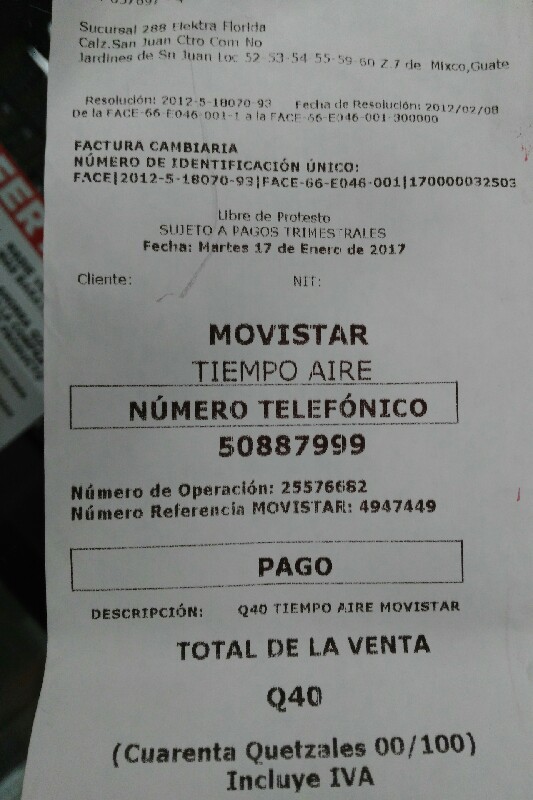 Sucursal 288 Elektra Florida
Calz.San Juan Ctro Com No
Jardines de Sn Juan Loc 52-53-54-55-59-60 Z.7 de Mixco,Guate
Resolución: 2012-5-18070-93 Fecha de Resolución: 2012/02/08
De la FACE-66-E046-001-1 a la FACE-66-E046-001-300000
FACTURA CAMBIARIA
NÚMERO DE IDENTIFICACIÓN ÚNICO:
FACE|2012-5-18070-93|FACE-66-E046-001|170000032503
Libre de Protesto
SUJETO A PAGOS TRIMESTRALES
Fecha: Martes 17 de Enero de 2017
Cliente: NIT:
MOVISTAR
TIEMPO AIRE
NÚMERO TELEFÓNICO
50887999
Número de Operación: 25576682
Número Referencia MOVISTAR: 4947449
PAGO
DESCRIPCIÓN: Q40 TIEMPO AIRE MOVISTAR
TOTAL DE LA VENTA
Q40
(Cuarenta Quetzales 00/100)
Incluye IVA